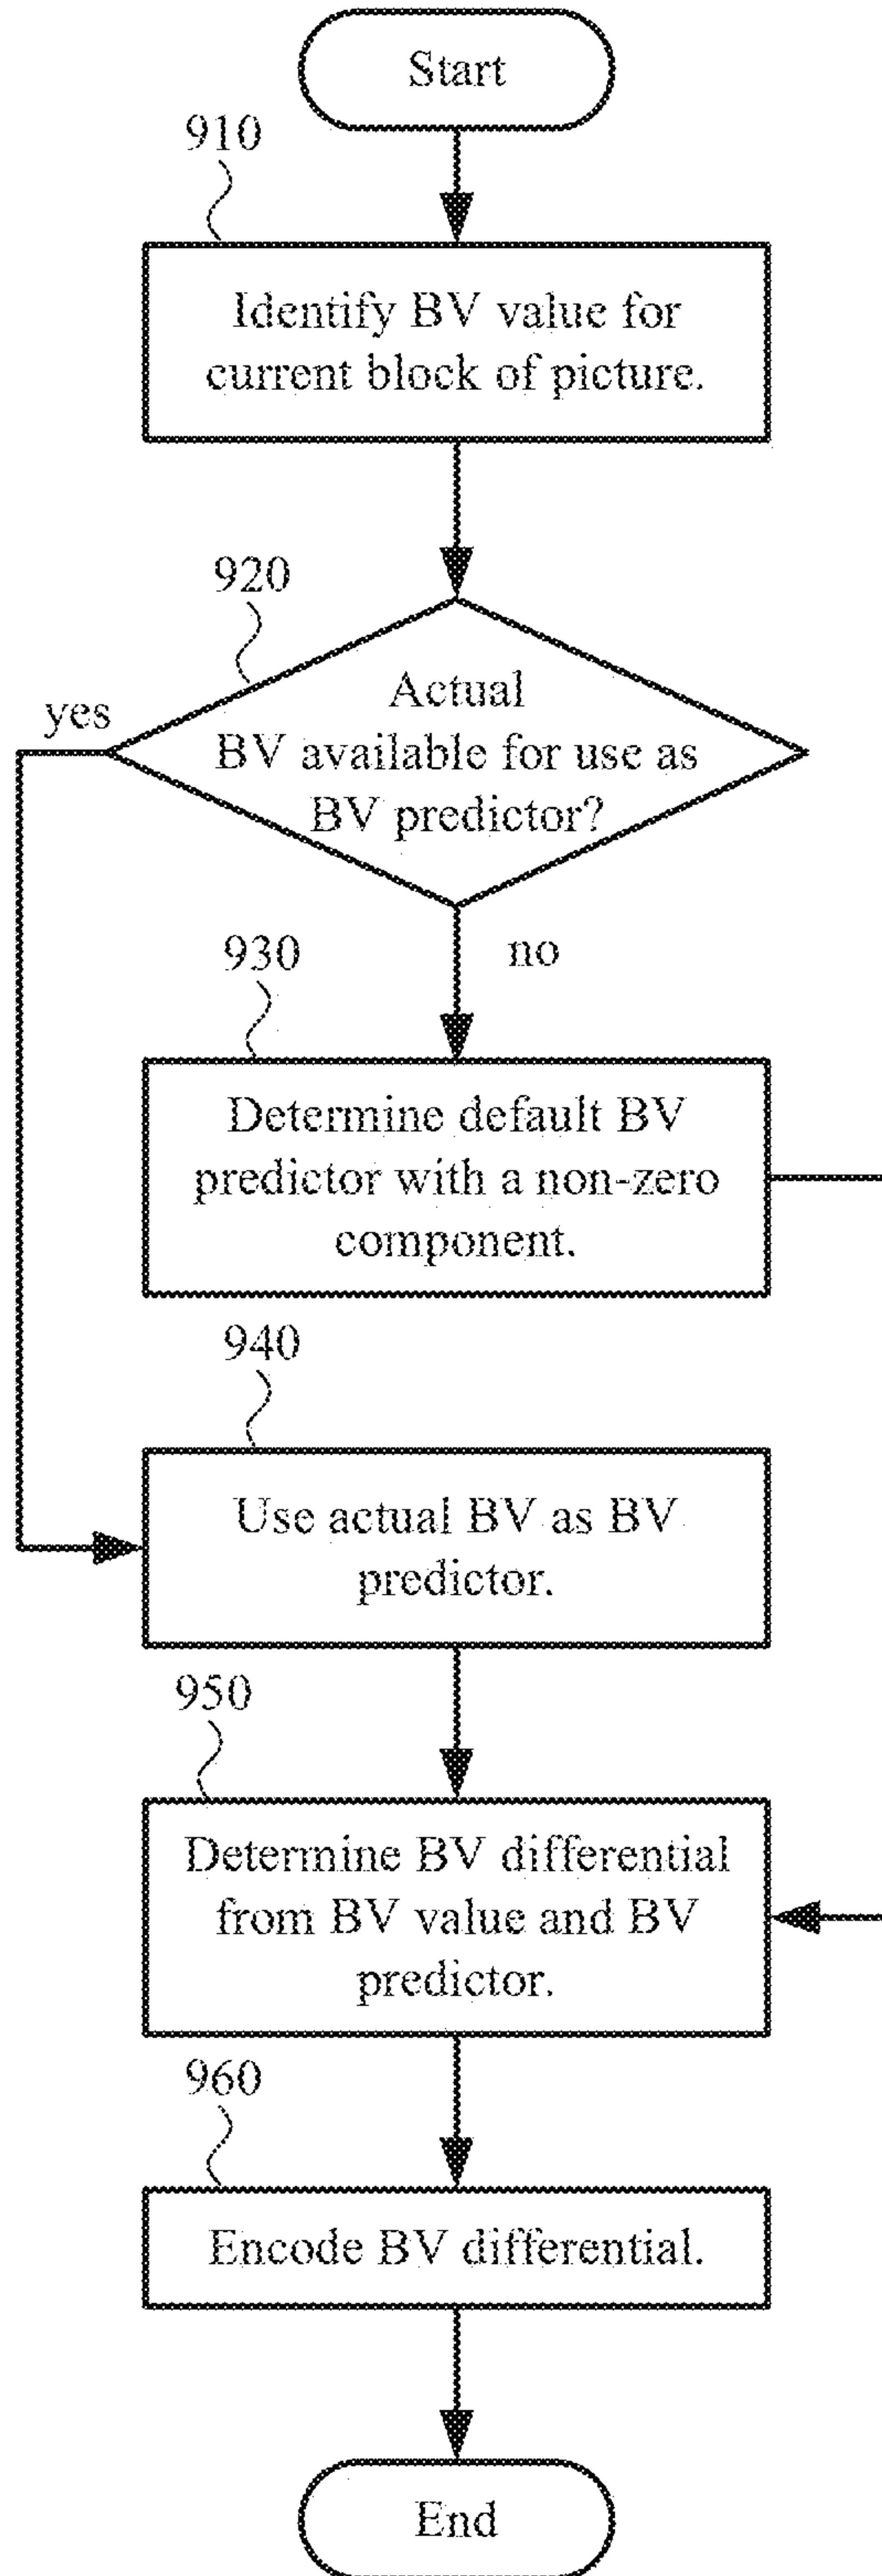 Start
910
Identify BV value for
current block of picture.
920
yes
Actual
BV available for use as
BV predictor?
no
930
Determine default BV
predictor with a non-zero
component.
940
Use actual BV as BV
predictor.
950
Determine BV differential
from BV value and BV
predictor.
960
Encode BV differential.
End